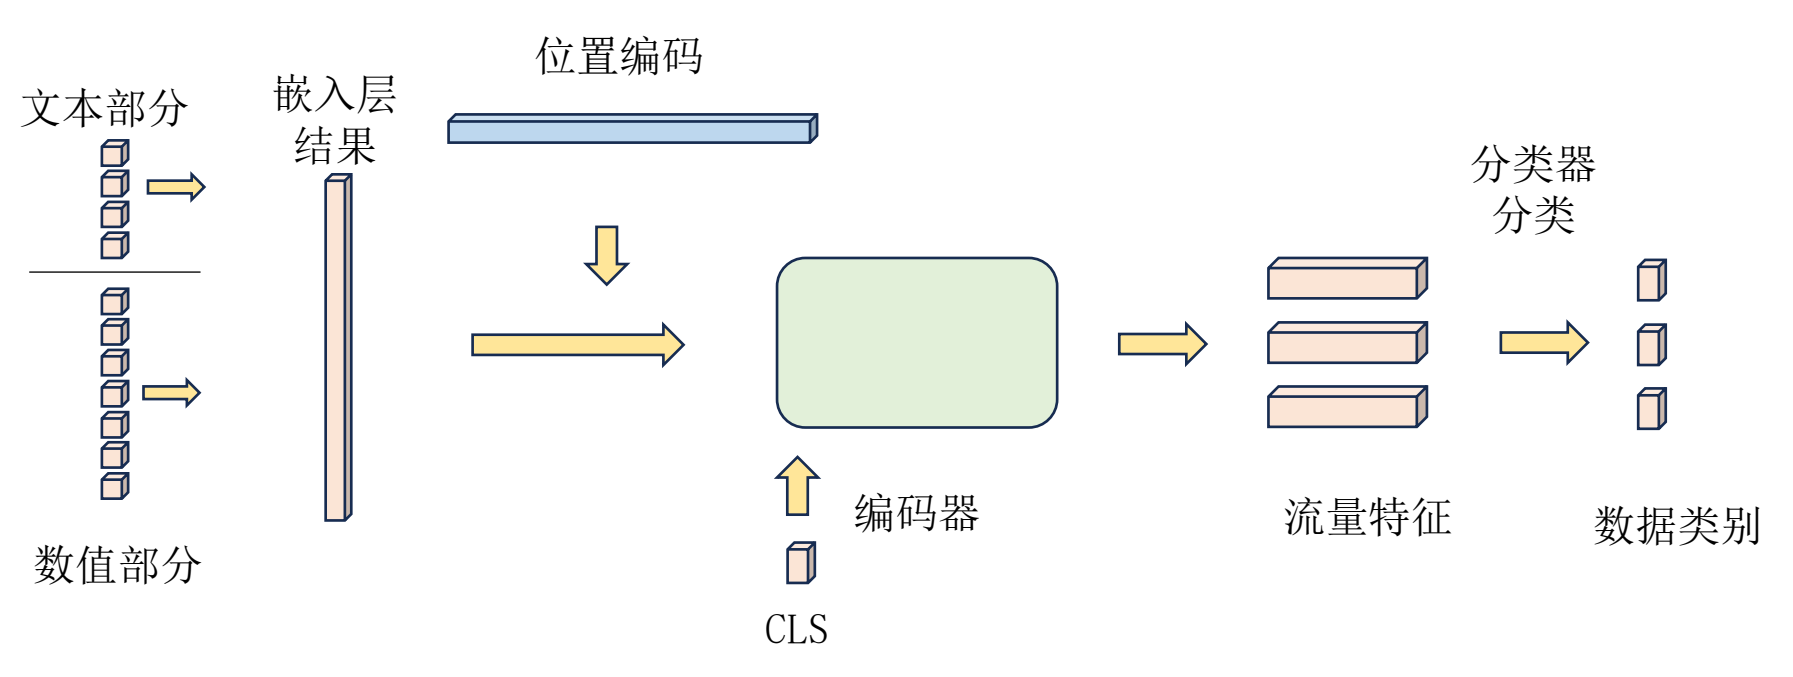 文本部分
数值部分
嵌入层
结果
位置编码
编码器
CLS
流量特征
分类器
分类
数据类别